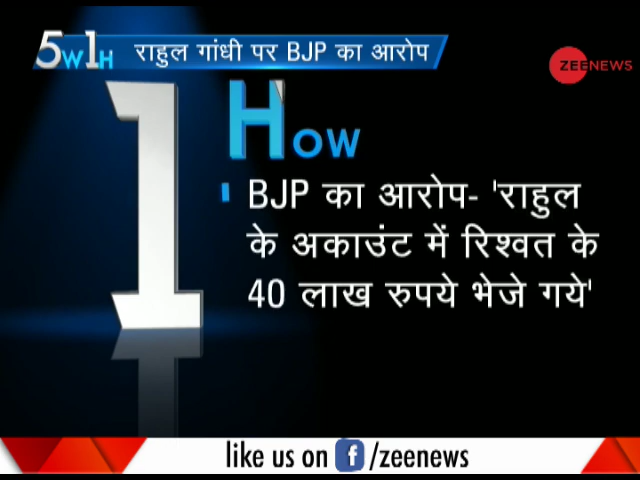 5W1H राहुल गांधी पर BJP का आरोप
ZEENEWS
1
HOW
BJP का आरोप- 'राहुल
के अकाउंट में रिश्वत के
40 लाख रुपये भेजे गये'
like us on f/zeenews